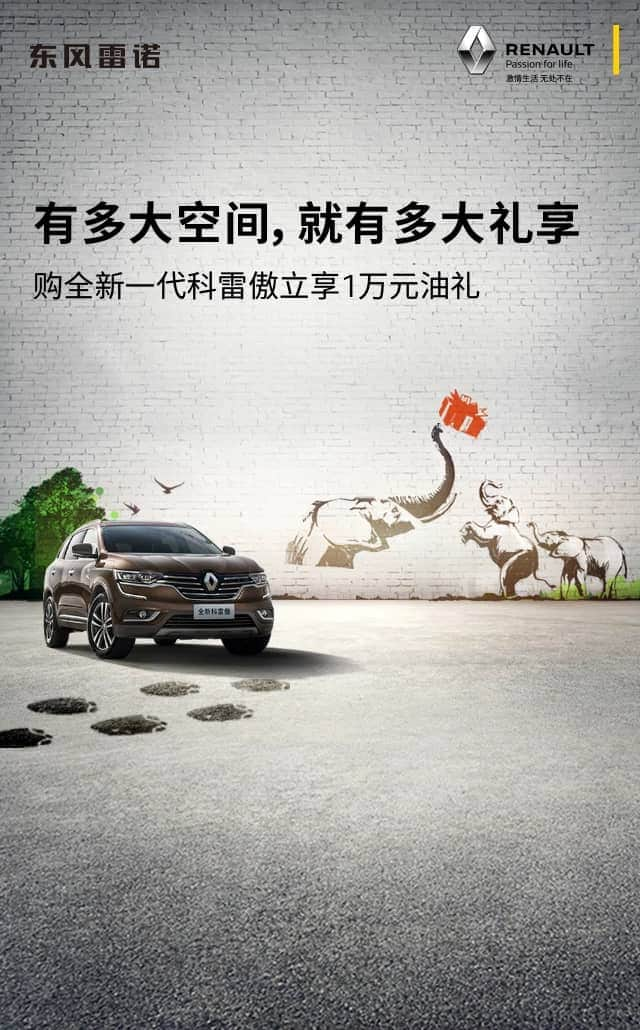 东风雷诺
RENAULT
Passion for life
激情生活 无处不在
有多大空间，就有多大礼享
购全新一代科雷傲立享1万元油礼
全新科雷傲